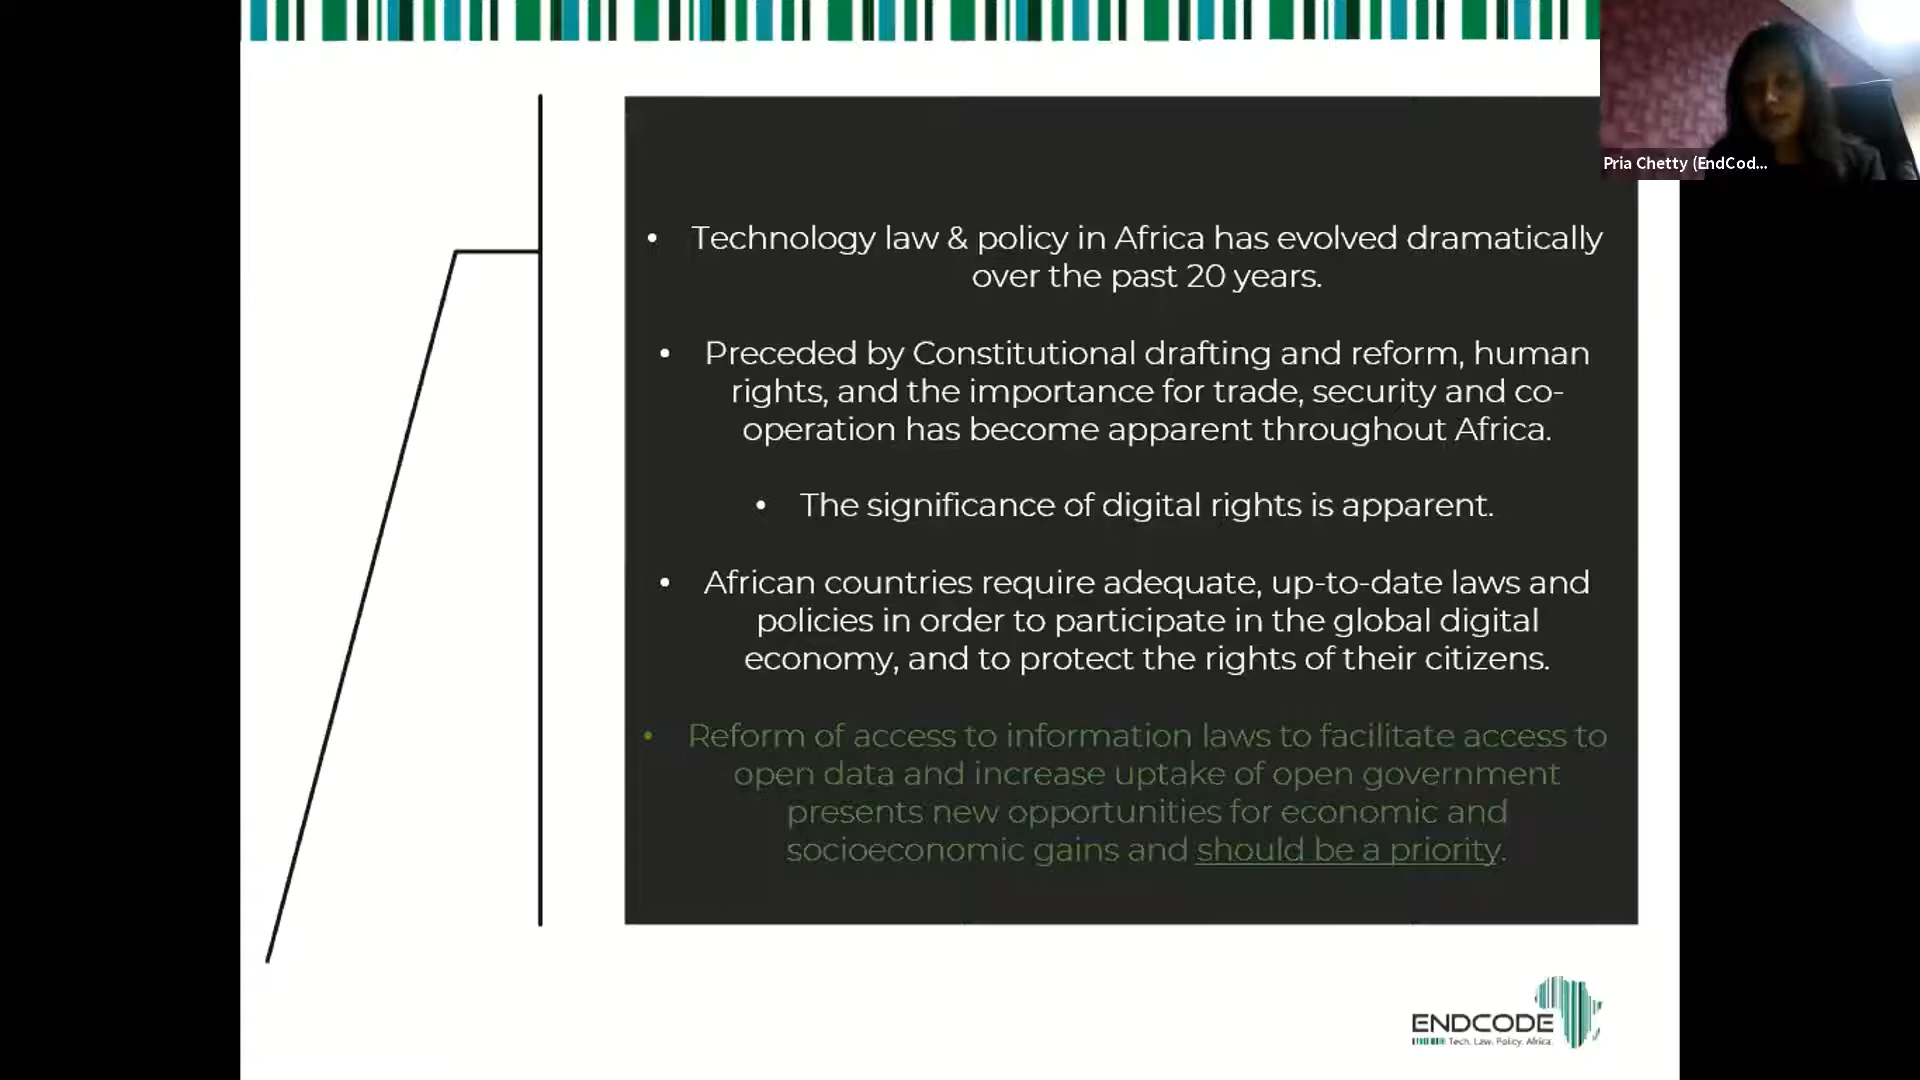 Pria Chetty (EndCod...
• Technology law & policy in Africa has evolved dramatically
over the past 20 years.
• Preceded by Constitutional drafting and reform, human
rights, and the importance for trade, security and co-
operation has become apparent throughout Africa.
• The significance of digital rights is apparent.
• African countries require adequate, up-to-date laws and
policies in order to participate in the global digital
economy, and to protect the rights of their citizens.
• Reform of access to information laws to facilitate access to
open data and increase uptake of open government
presents new opportunities for economic and
socioeconomic gains and should be a priority.
ENDCODE
Tech. Law. Policy. Africa.